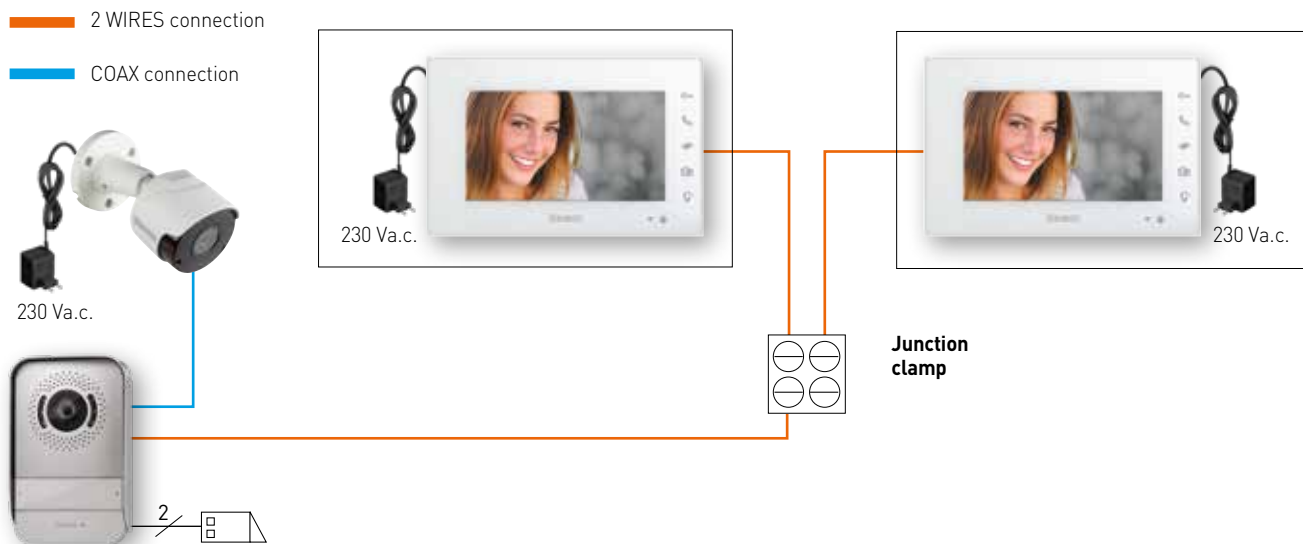 2 WIRES connection
COAX connection
230 Va.c.
230 Va.c.
230 Va.c.
Junction
clamp
2